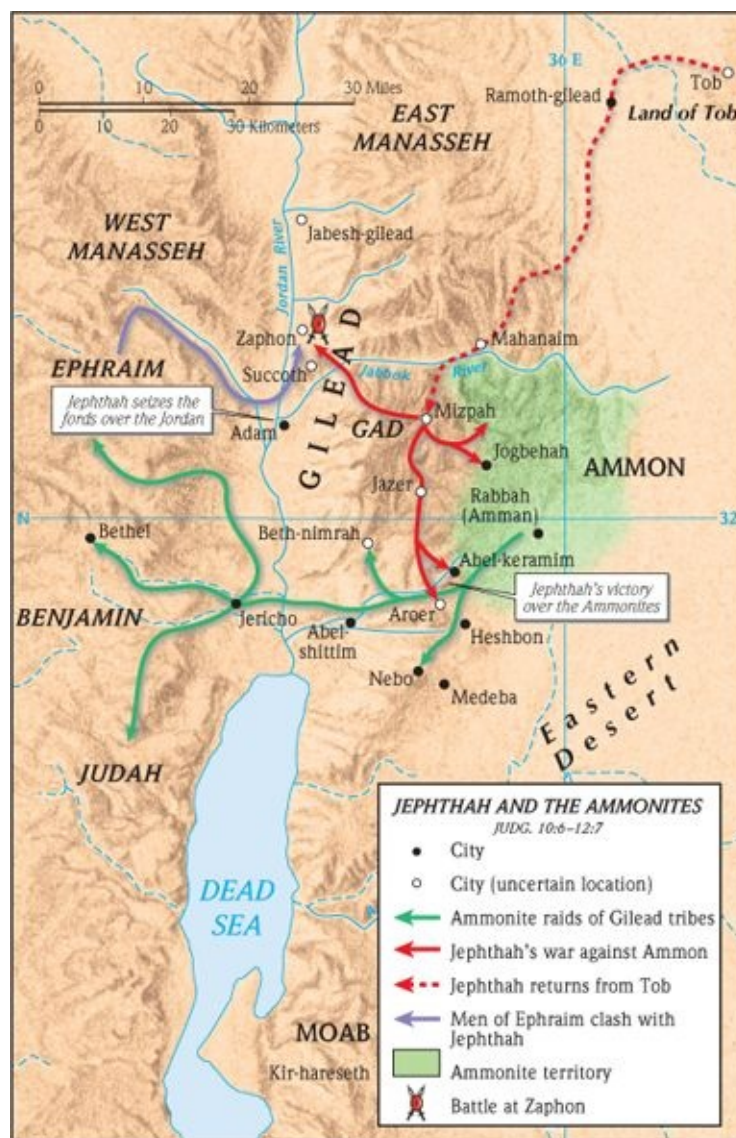 36 E
0 10 20 30 Miles
0 10 20 30 Kilometers
Tob
Ramoth-gilead
Land of Tob
EAST
MANASSEH
WEST
MANASSEH
Jabesh-gilead
Jordan River
Zaphon
Mahanaim
EPHRAIM
Succoth
Jabbok River
GILEAD
Jephthah seizes the
fords over the Jordan
Adam
GAD
Mizpah
Jogbehah
AMMON
Jazer
Rabbah
(Amman)
N
32
Bethel
Beth-nimrah
Abel-keramim
Jephthah's victory
over the Ammonites
BENJAMIN
Jericho
Abel-
shittim
Aroer
Heshbon
Nebo
Medeba
Eastern
Desert
JUDAH
DEAD
SEA
MOAB
Kir-hareseth
JEPHTHAH AND THE AMMONITES
JUDG. 10:6–12:7
City
City (uncertain location)
Ammonite raids of Gilead tribes
Jephthah's war against Ammon
Jephthah returns from Tob
Men of Ephraim clash with
Jephthah
Ammonite territory
Battle at Zaphon